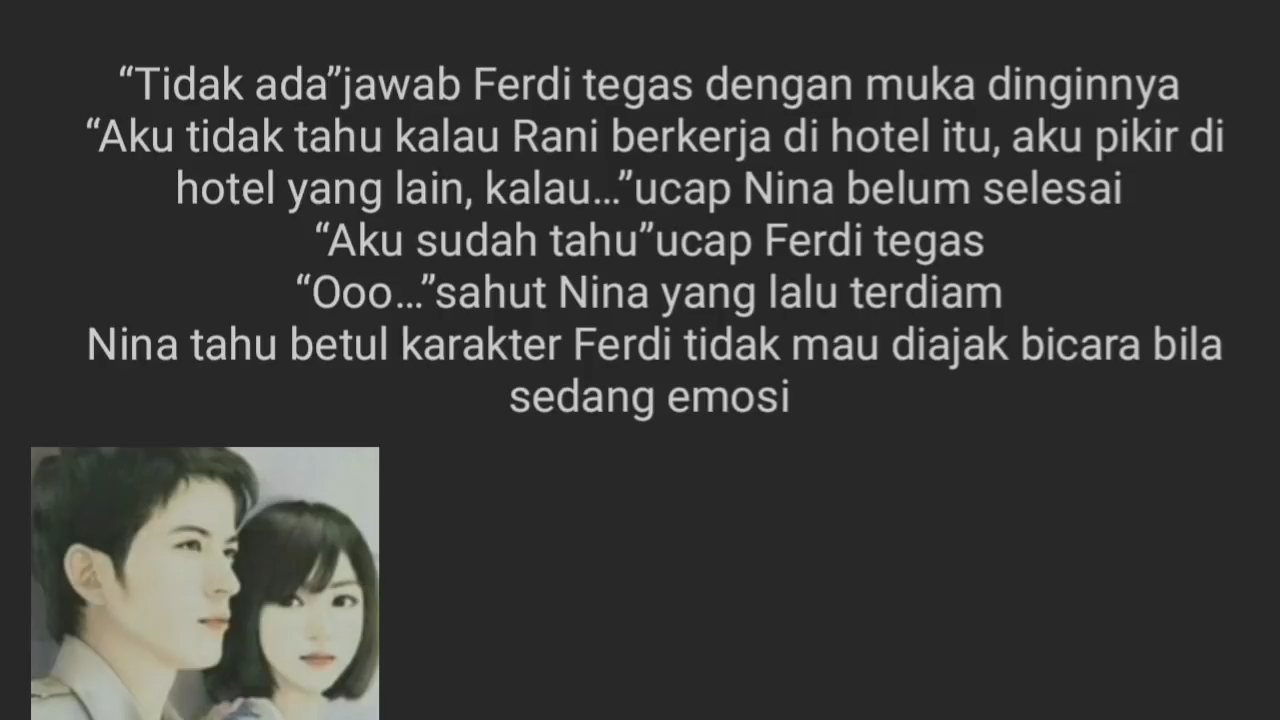 “Tidak ada”jawab Ferdi tegas dengan muka dinginnya
“Aku tidak tahu kalau Rani berkerja di hotel itu, aku pikir di
hotel yang lain, kalau...”ucap Nina belum selesai
“Aku sudah tahu”ucap Ferdi tegas
“Ooo...”sahut Nina yang lalu terdiam
Nina tahu betul karakter Ferdi tidak mau diajak bicara bila
sedang emosi